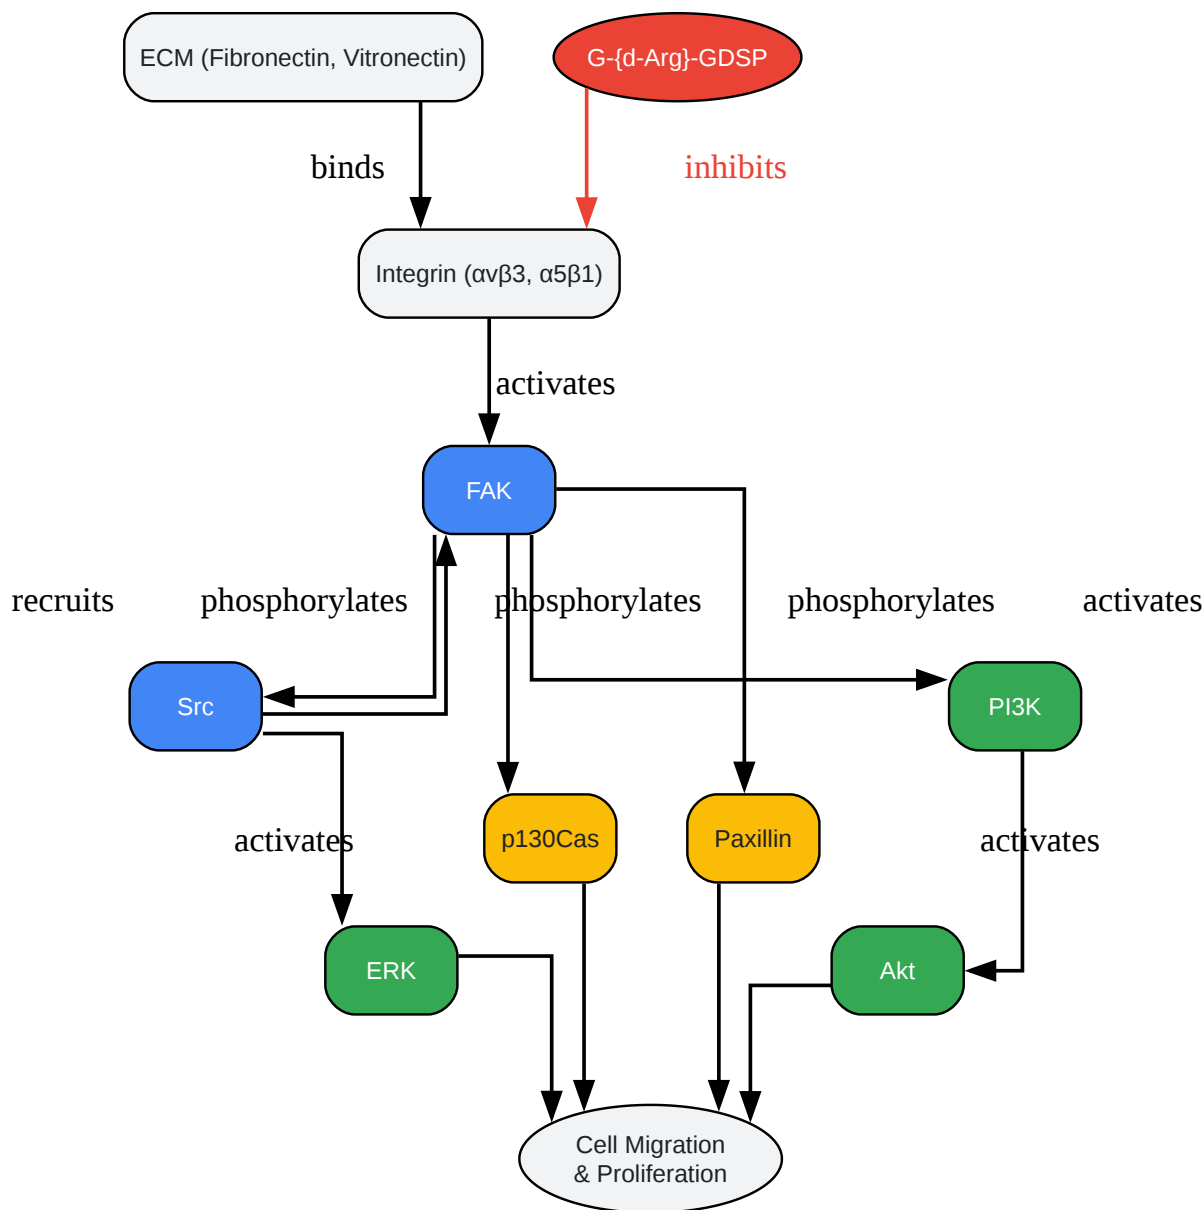 ECM (Fibronectin, Vitronectin)
G-{d-Arg}-GDSP
binds
inhibits
Integrin (αvβ3, α5β1)
activates
FAK
recruits
phosphorylates
phosphorylates
phosphorylates
activates
Src
PI3K
activates
p130Cas
Paxillin
activates
ERK
Akt
Cell Migration
& Proliferation